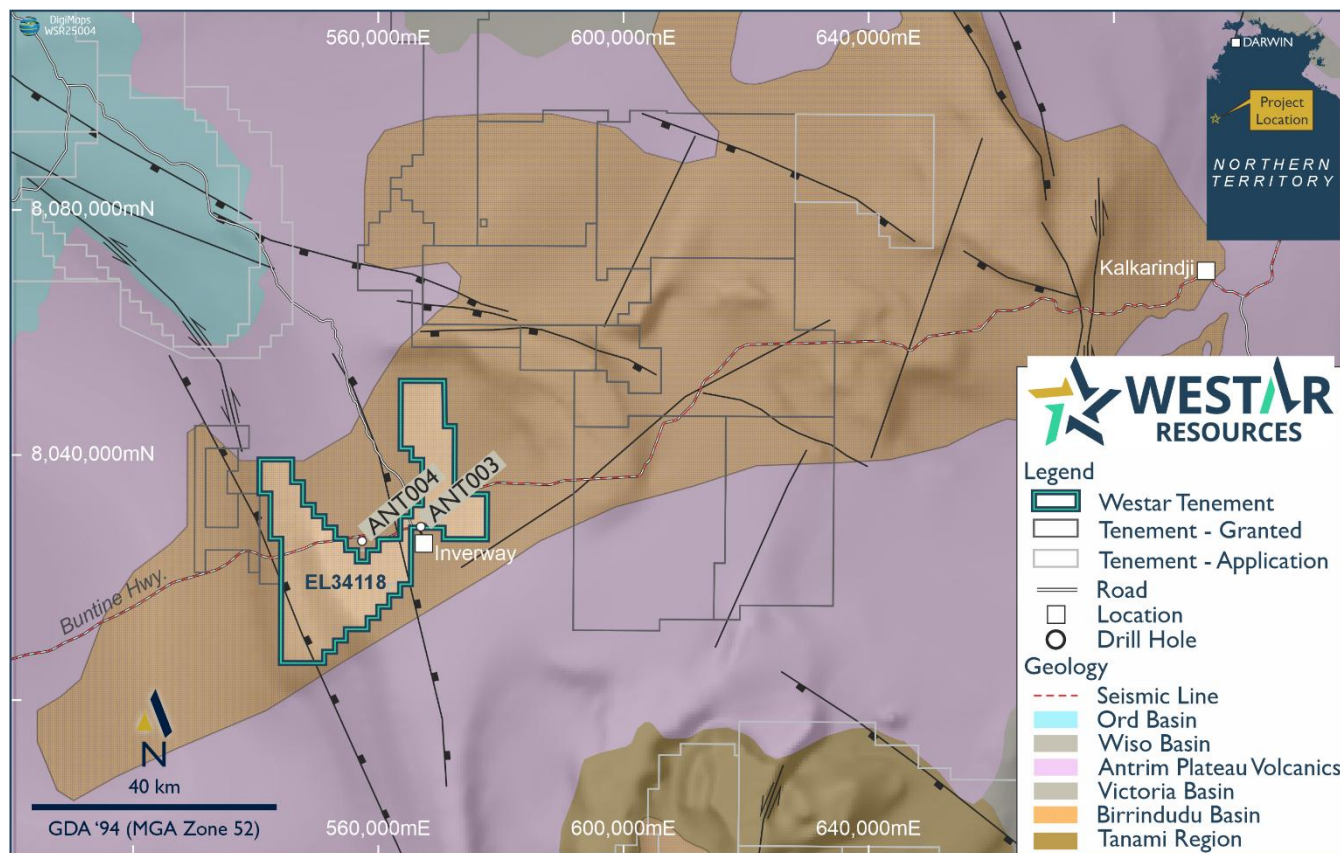 DigiMaps
WSR25004
560,000mE
600,000mE
640,000mE
DARWIN
Project
Location
NORTHERN
TERRITORY
8,080,000mN
Kalkarindji
8,040,000mN
ANT004
ANT003
Inverway
EL34118
Buntine Hwy.
WESTAR
RESOURCES
Legend
Westar Tenement
Tenement - Granted
Tenement - Application
Road
Location
Drill Hole
Geology
Seismic Line
Ord Basin
Wiso Basin
Antrim Plateau Volcanics
Victoria Basin
Birrindudu Basin
Tanami Region
N
40 km
GDA '94 (MGA Zone 52)
560,000mE
600,000mE
640,000mE